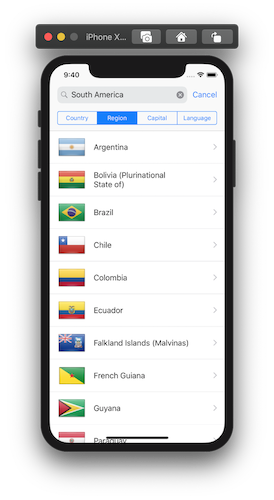 iPhone X...
9:40
South America
Cancel
Country
Region
Capital
Language
Argentina
Bolivia (Plurinational
State of)
Brazil
Chile
Colombia
Ecuador
Falkland Islands (Malvinas)
French Guiana
Guyana
Paraguay